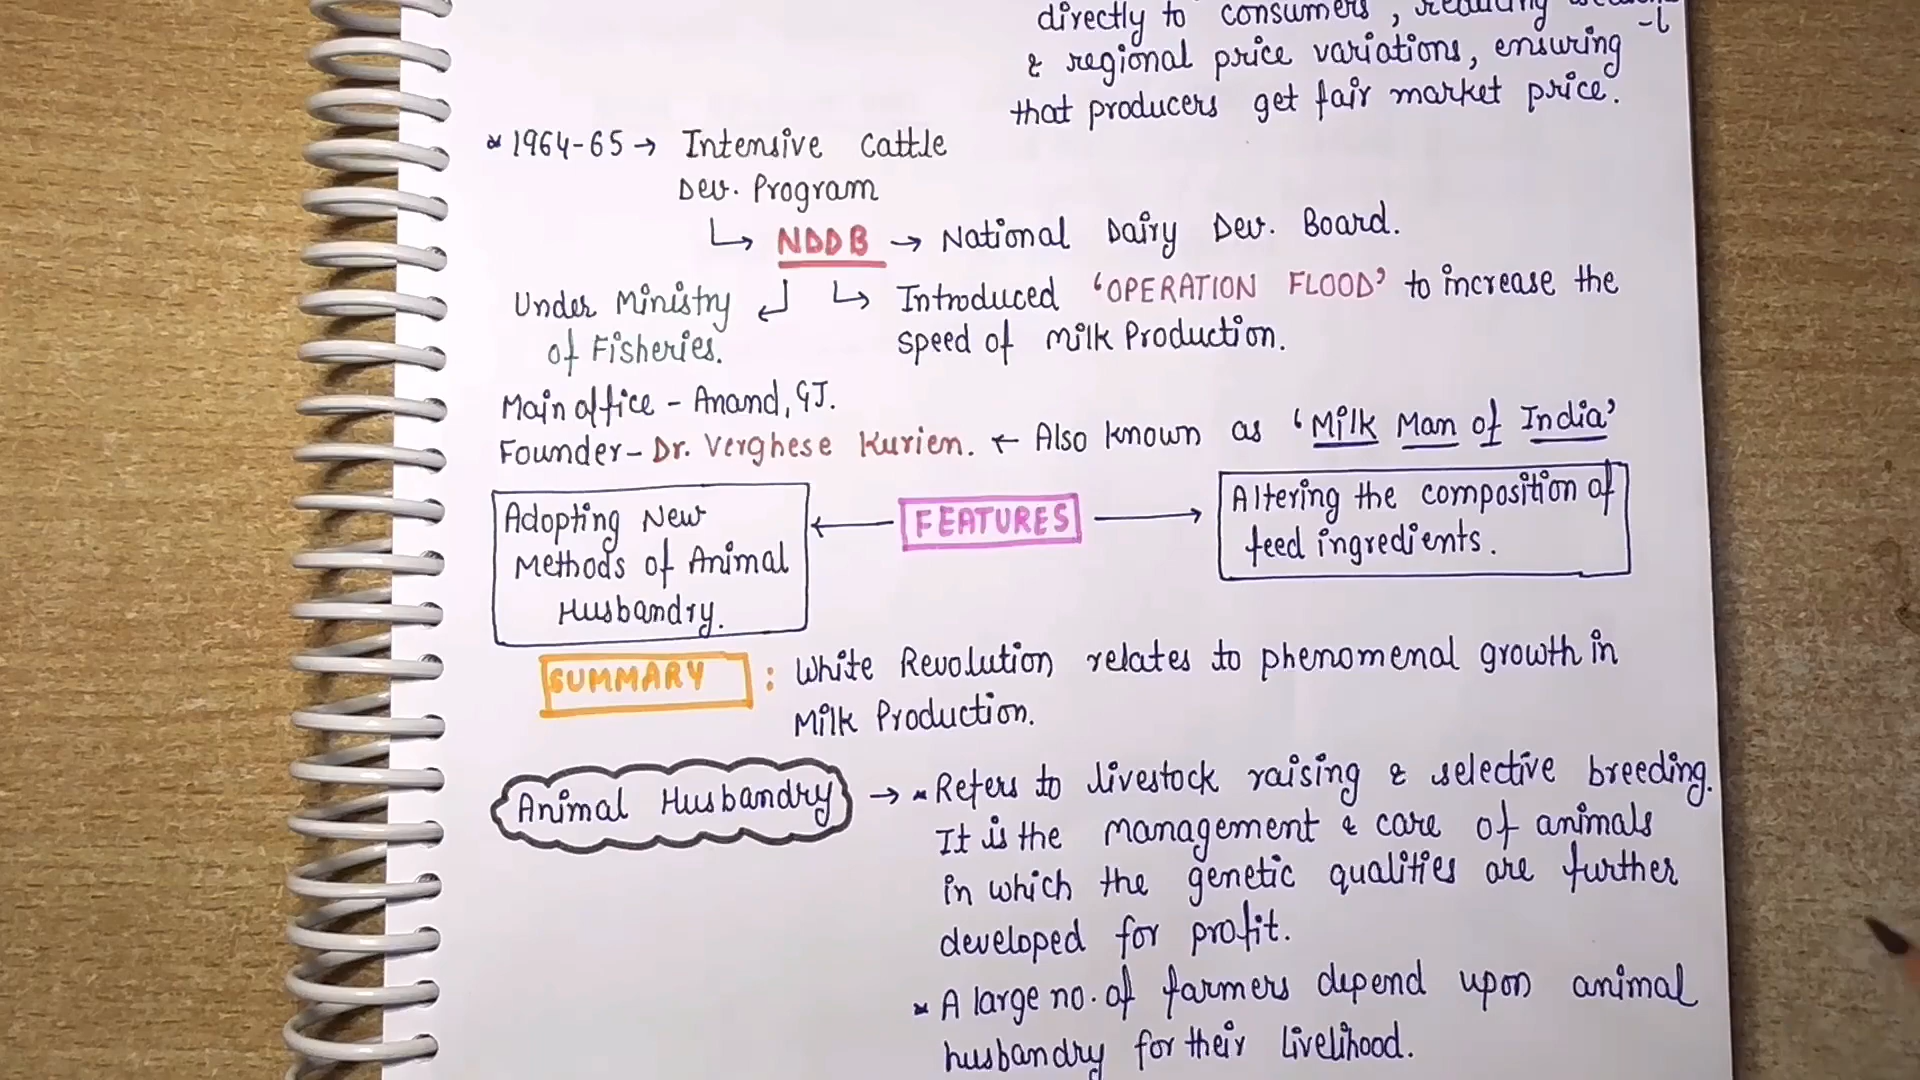 directly to consumers, reducing
& regional price variations, ensuring
that producers get fair market price.
* 1964-65 → Intensive Cattle
Dev. Program
↳ NDDB → National Dairy Dev. Board.
Under Ministry ↲ ↳ Introduced 'OPERATION FLOOD' to increase the
of Fisheries. speed of Milk Production.
Main office - Anand, GJ.
Founder - Dr. Verghese Kurien. ← Also known as 'Milk Man of India'
Adopting New
Methods of Animal
Husbandry.
← FEATURES →
Altering the composition of
feed ingredients.
SUMMARY : White Revolution relates to phenomenal growth in
Milk Production.
Animal Husbandry → * Refers to livestock raising & selective breeding.
It is the management & care of animals
in which the genetic qualities are further
developed for profit.
* A large no. of farmers depend upon animal
husbandry for their livelihood.